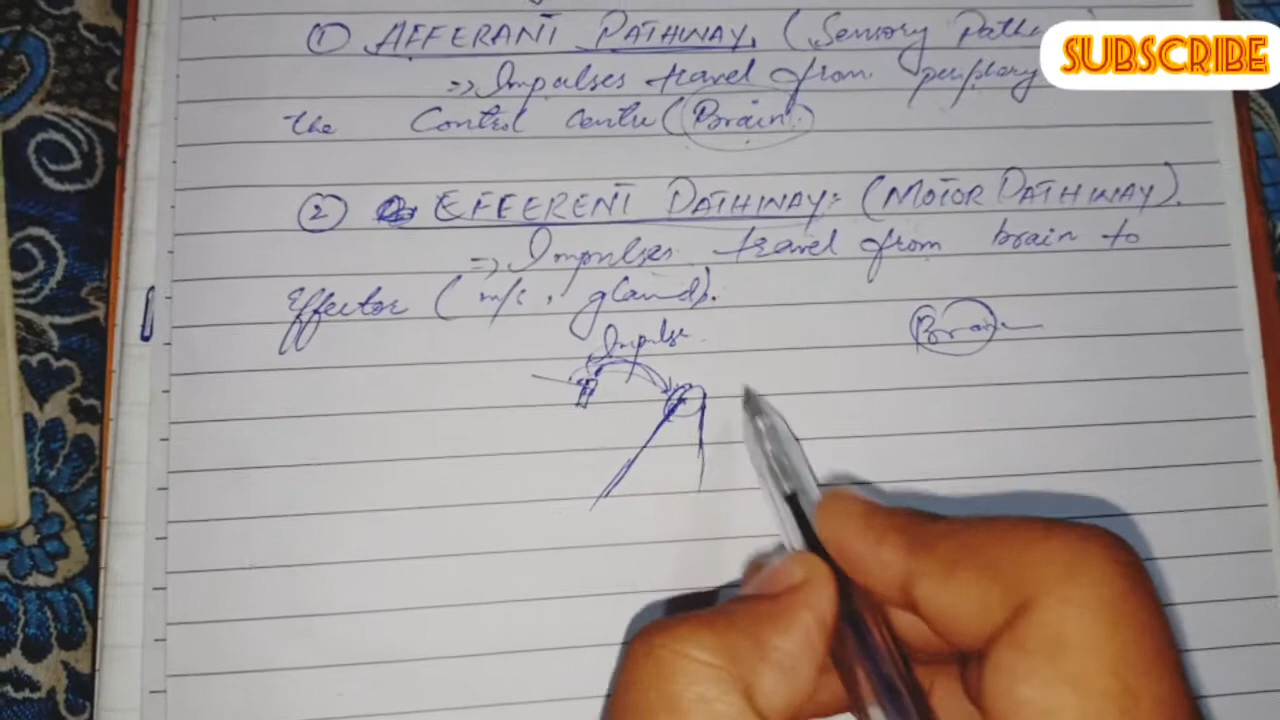 ① AFFERANT PATHWAY. (Sensory Path
SUBSCRIBE
=> Impulses travel from periphery
the Control centre (Brain).
② EFFERENT PATHWAY: (MOTOR PATHWAY).
=> Impulses travel from brain to
Effector (m/c, gland).
Impulse
Brain